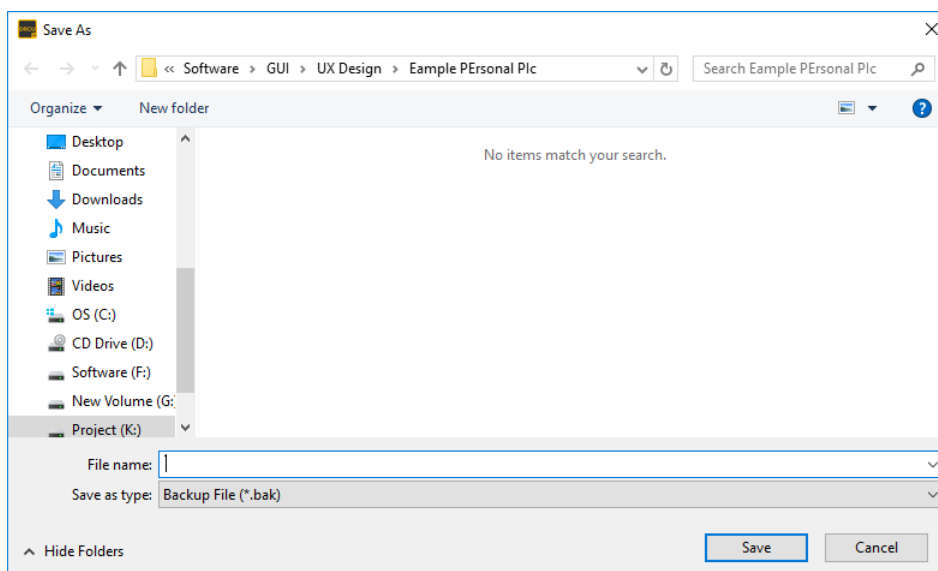 Save As
« Software > GUI > UX Design > Eample PErsonal Plc
Search Eample PErsonal Plc
Organize
New folder
Desktop
Documents
Downloads
Music
Pictures
Videos
OS (C:)
CD Drive (D:)
Software (F:)
New Volume (G:
Project (K:)
No items match your search.
File name:
Save as type: Backup File (*.bak)
Hide Folders
Save
Cancel